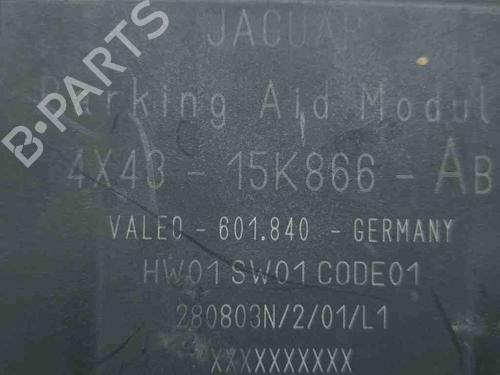 JAGUAR
Parking Aid Modul
4X43 - 15K866 - AB
VALEO - 601.840 - GERMANY
HW01 SW01 CODE01
280803N/2/01/L1
XXXXXXXXXX
B-PARTS